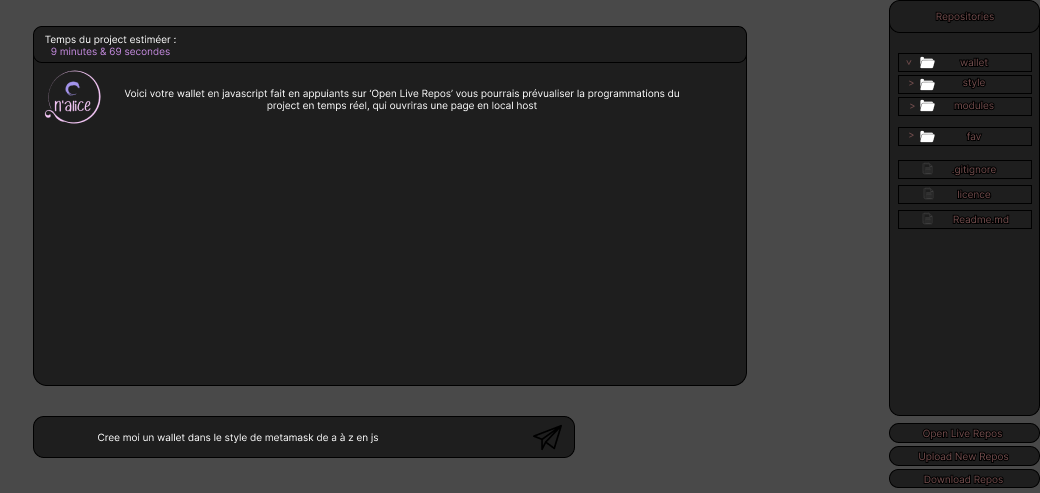 Temps du project estiméer :
9 minutes & 69 secondes
n'alice
Voici votre wallet en javascript fait en appuiants sur 'Open Live Repos' vous pourrais prévualiser la programmations du
project en temps réel, qui ouvriras une page en local host
Cree moi un wallet dans le style de metamask de a à z en js
Repositories
v wallet
> style
> modules
> fav
.gitignore
licence
Readme.md
Open Live Repos
Upload New Repos
Download Repos